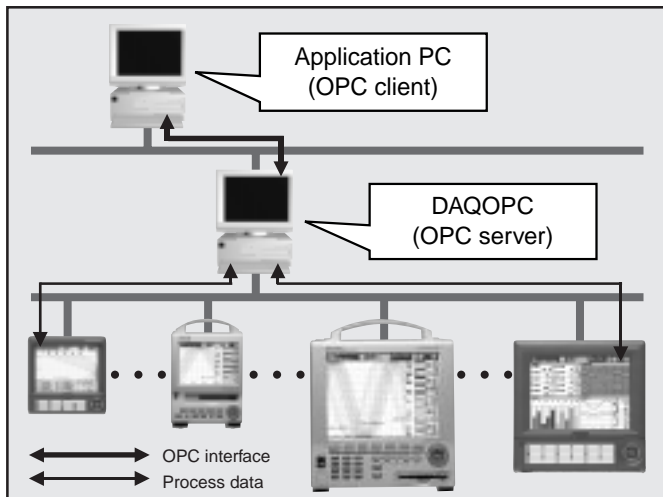 Application PC
(OPC client)
DAQOPC
(OPC server)
OPC interface
Process data